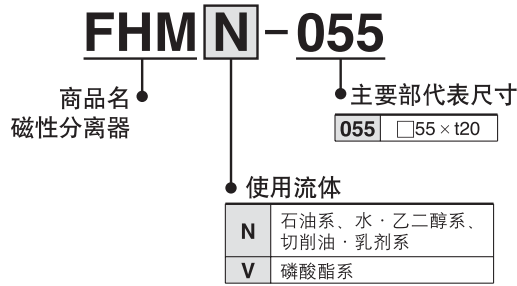 FHM N - 055
商品名
磁性分离器
主要部代表尺寸
055 □55 × t20
使用流体
N 石油系、水 · 乙二醇系、
切削油 · 乳剂系
V 磷酸酯系